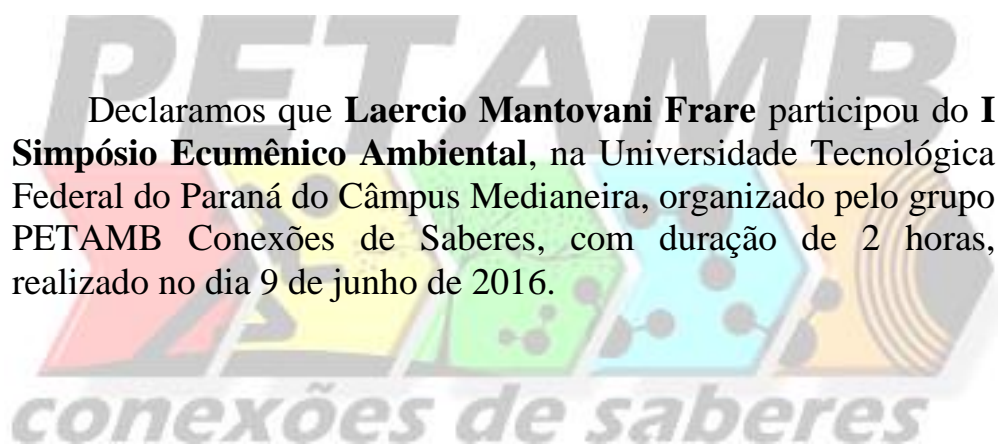 PETAMB
Declaramos que Laercio Mantovani Frare participou do I
Simpósio Ecumênico Ambiental, na Universidade Tecnológica
Federal do Paraná do Câmpus Medianeira, organizado pelo grupo
PETAMB Conexões de Saberes, com duração de 2 horas,
realizado no dia 9 de junho de 2016.
conexões de saberes